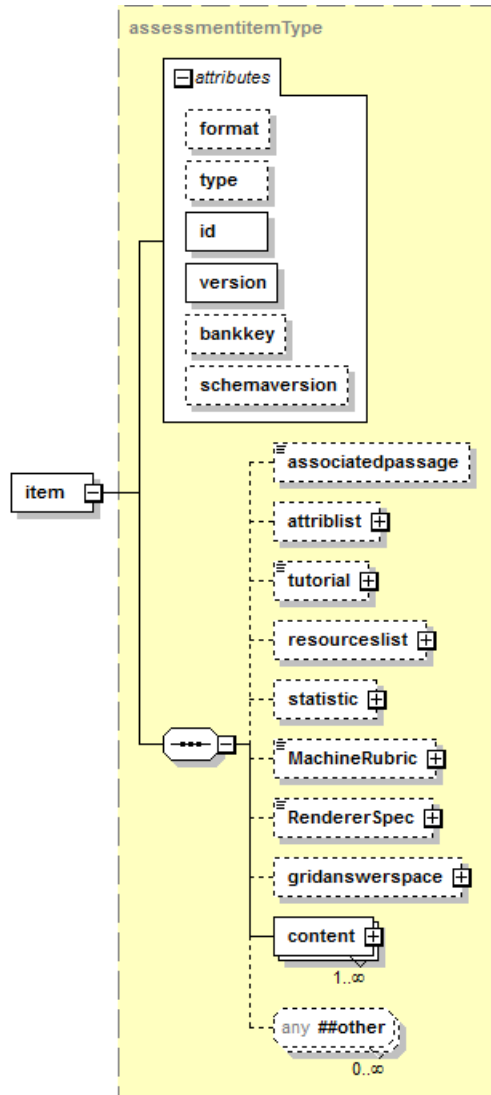 assessmentitemType
attributes
format
type
id
version
bankkey
schemaversion
item
associatedpassage
attriblist
tutorial
resourceslist
statistic
MachineRubric
RendererSpec
gridanswerspace
content
1..∞
any ##other
0..∞